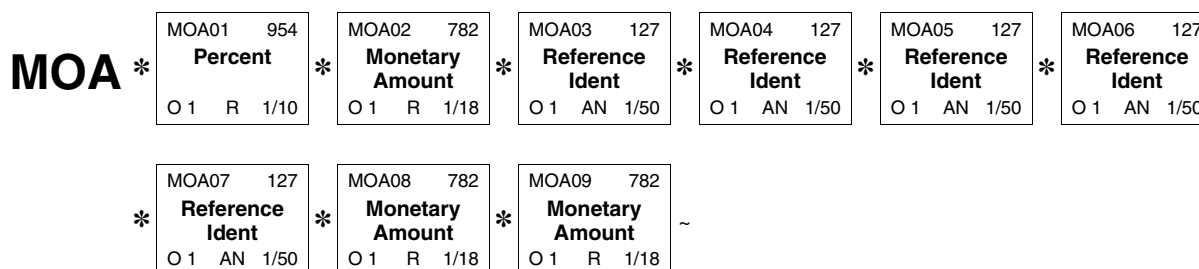 MOA * MOA01 954 * MOA02 782 * MOA03 127 * MOA04 127 * MOA05 127 * MOA06 127
Percent Monetary Reference Reference Reference Reference
Amount Ident Ident Ident Ident
O 1 R 1/10 O 1 R 1/18 O 1 AN 1/50 O 1 AN 1/50 O 1 AN 1/50 O 1 AN 1/50
* MOA07 127 * MOA08 782 * MOA09 782 ~
Reference Monetary Monetary
Ident Amount Amount
O 1 AN 1/50 O 1 R 1/18 O 1 R 1/18